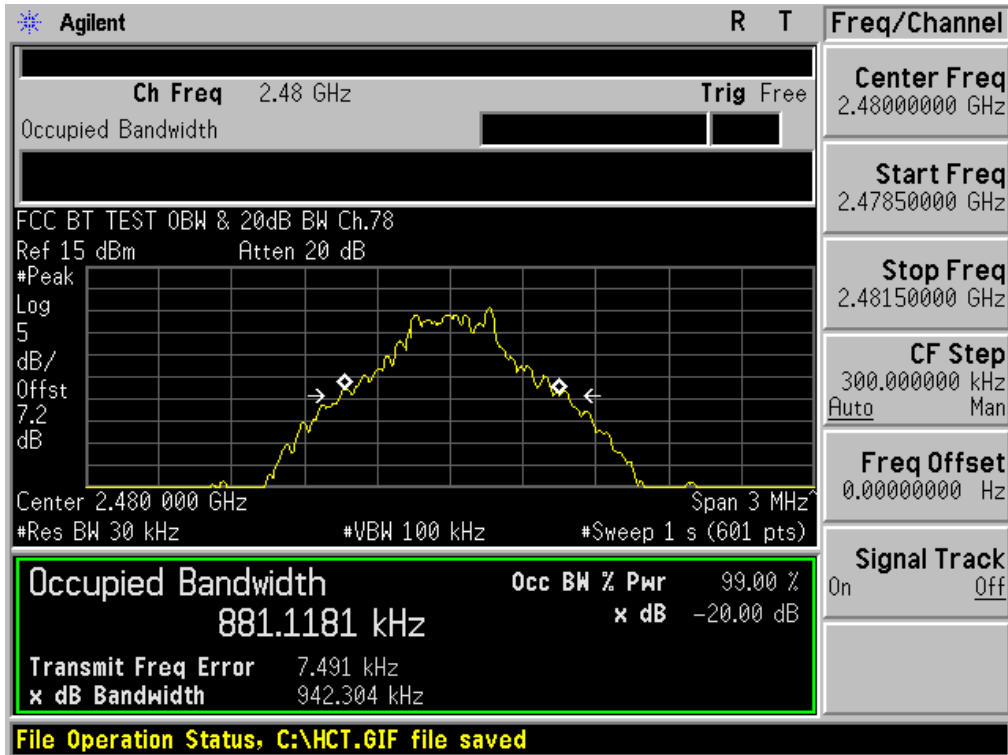 Agilent R T
Ch Freq 2.48 GHz Trig Free
Occupied Bandwidth
FCC BT TEST OBW & 20dB BW Ch.78
Ref 15 dBm Atten 20 dB
#Peak
Log
5
dB/
Offst
7.2
dB
Center 2.480 000 GHz Span 3 MHz^
#Res BW 30 kHz #VBW 100 kHz #Sweep 1 s (601 pts)
Occupied Bandwidth Occ BW % Pwr 99.00 %
881.1181 kHz x dB -20.00 dB
Transmit Freq Error 7.491 kHz
x dB Bandwidth 942.304 kHz
File Operation Status, C:\HCT.GIF file saved
Freq/Channel
Center Freq
2.48000000 GHz
Start Freq
2.47850000 GHz
Stop Freq
2.48150000 GHz
CF Step
300.000000 kHz
Auto Man
Freq Offset
0.00000000 Hz
Signal Track
On Off